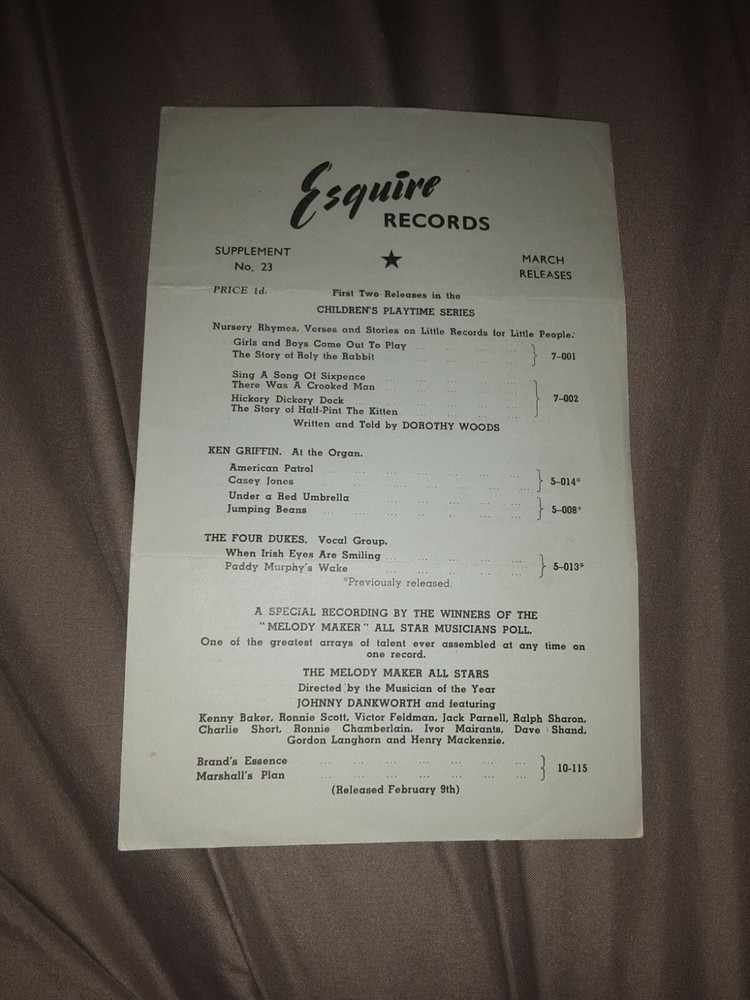 Esquire
RECORDS
SUPPLEMENT
No. 23
★
MARCH
RELEASES
PRICE 1d.
First Two Releases in the
CHILDREN'S PLAYTIME SERIES
Nursery Rhymes, Verses and Stories on Little Records for Little People.
Girls and Boys Come Out To Play ... ... ...
The Story of Roly the Rabbit ... ... ... } 7-001
Sing A Song Of Sixpence ... ... ... ...
There Was A Crooked Man ... ... ... ...
Hickory Dickory Dock ... ... ... ...
The Story of Half-Pint The Kitten ... ... ... } 7-002
Written and Told by DOROTHY WOODS
KEN GRIFFIN. At the Organ.
American Patrol ... ... ... ... ...
Casey Jones ... ... ... ... ... } 5-014*
Under a Red Umbrella ... ... ... ...
Jumping Beans ... ... ... ... ... } 5-008*
THE FOUR DUKES. Vocal Group.
When Irish Eyes Are Smiling ... ... ... ...
Paddy Murphy's Wake ... ... ... ... } 5-013*
*Previously released.
A SPECIAL RECORDING BY THE WINNERS OF THE
"MELODY MAKER" ALL STAR MUSICIANS POLL.
One of the greatest arrays of talent ever assembled at any time on
one record.
THE MELODY MAKER ALL STARS
Directed by the Musician of the Year
JOHNNY DANKWORTH and featuring
Kenny Baker, Ronnie Scott, Victor Feldman, Jack Parnell, Ralph Sharon,
Charlie Short, Ronnie Chamberlain, Ivor Mairants, Dave Shand,
Gordon Langhorn and Henry Mackenzie.
Brand's Essence ... ... ... ... ...
Marshall's Plan ... ... ... ... ... } 10-115
(Released February 9th)